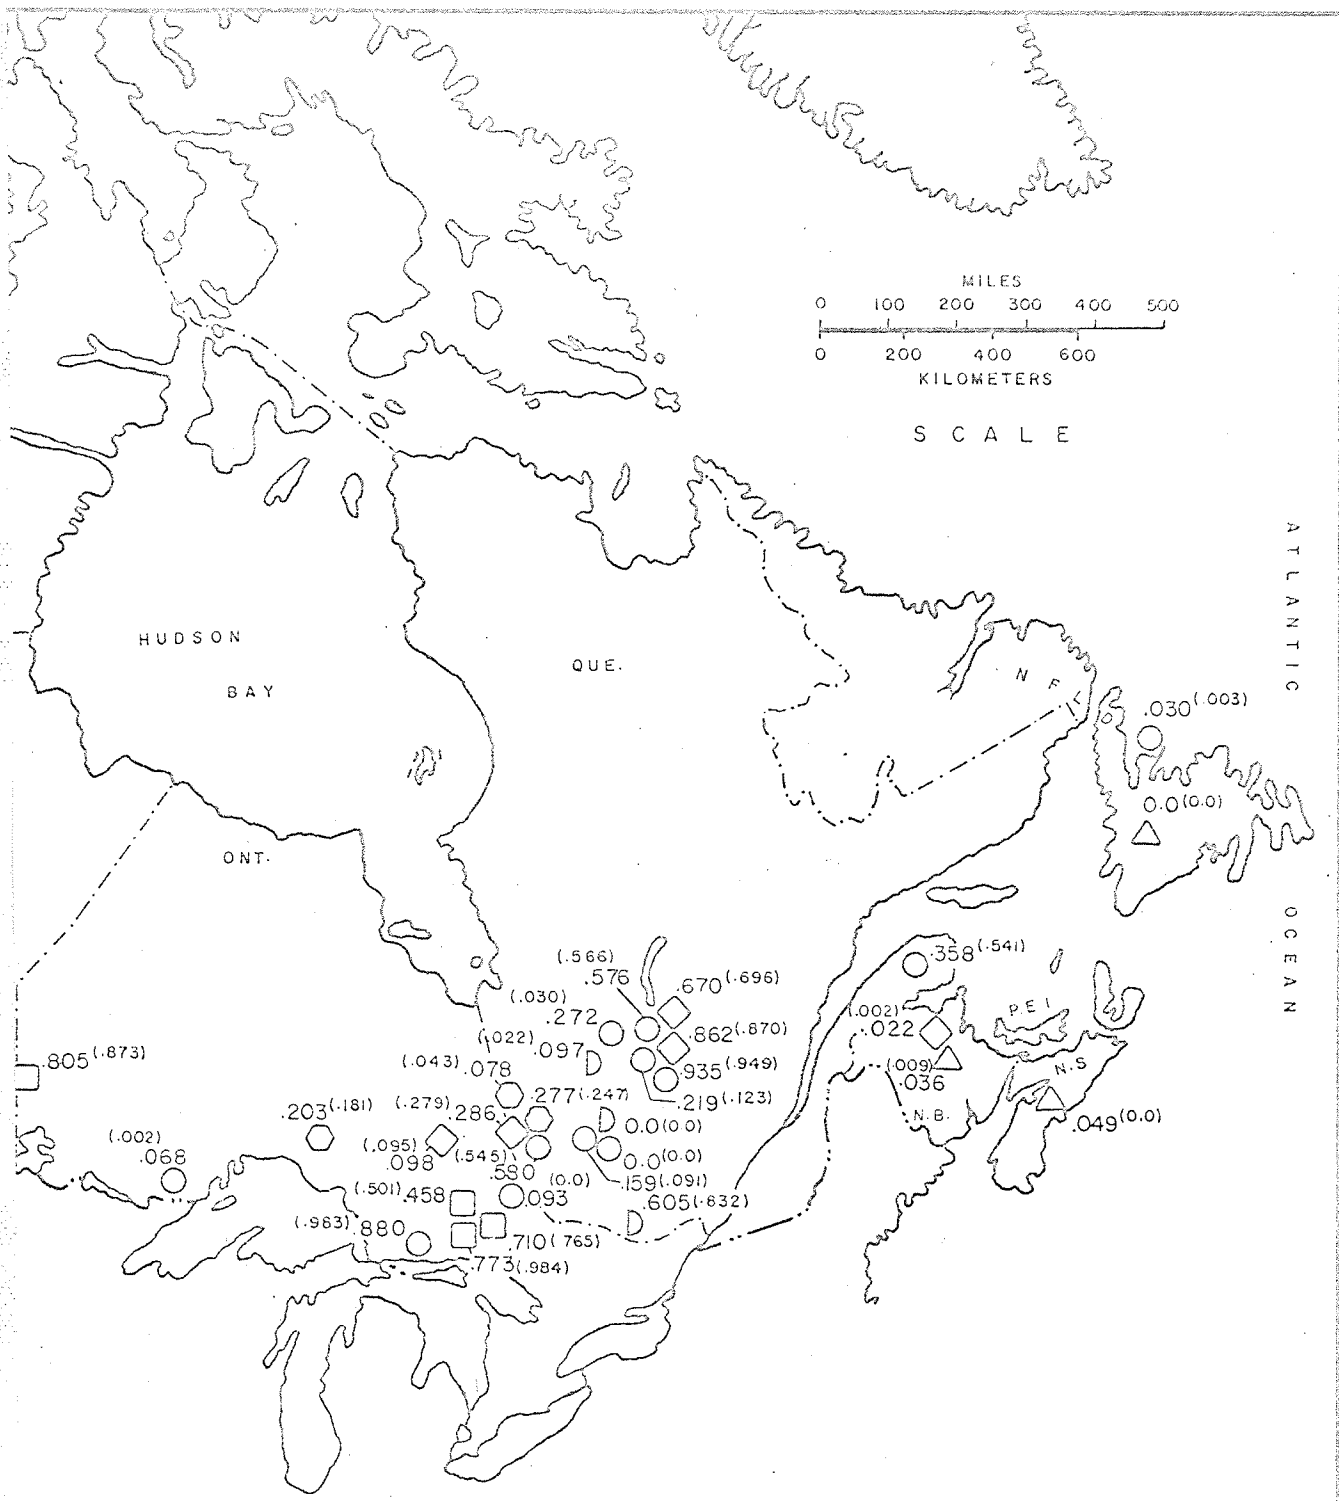 MILES
0 100 200 300 400 500
0 200 400 600
KILOMETERS
SCALE
ATLANTIC
OCEAN
HUDSON
BAY
QUE.
NFL
.030(.003)
0.0(0.0)
ONT.
.358(.541)
(.566)
.576
.670(.696)
(.030)
.272
(.002)
.022
P.E.I
.862(.870)
(.022)
.097
.805(.873)
(.043) .078
.935(.949)
(.009)
.036
N.S
.277(.247)
.219(.123)
.203(.181)
(.279) .286
N.B.
0.0(0.0)
.049(0.0)
(.002)
.068
(.095)
.098
(.545)
.580
0.0(0.0)
.159(.091)
(.501) .458
(0.0)
.093
.605(.832)
(.983) .880
.710(.765)
.773(.984)